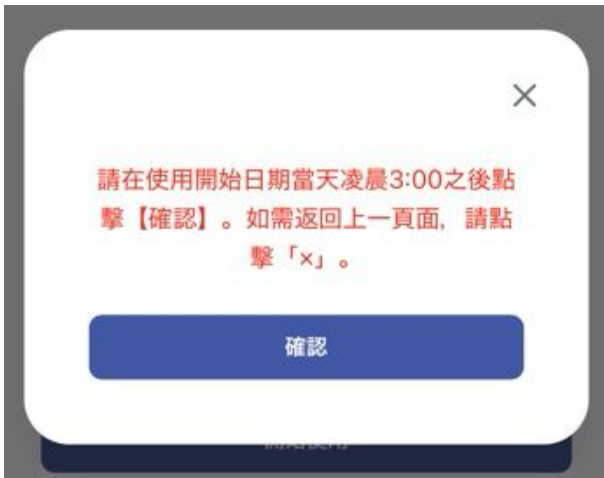 ×
請在使用開始日期當天凌晨3:00之後點
擊【確認】。如需返回上一頁面，請點
擊「×」。
確認